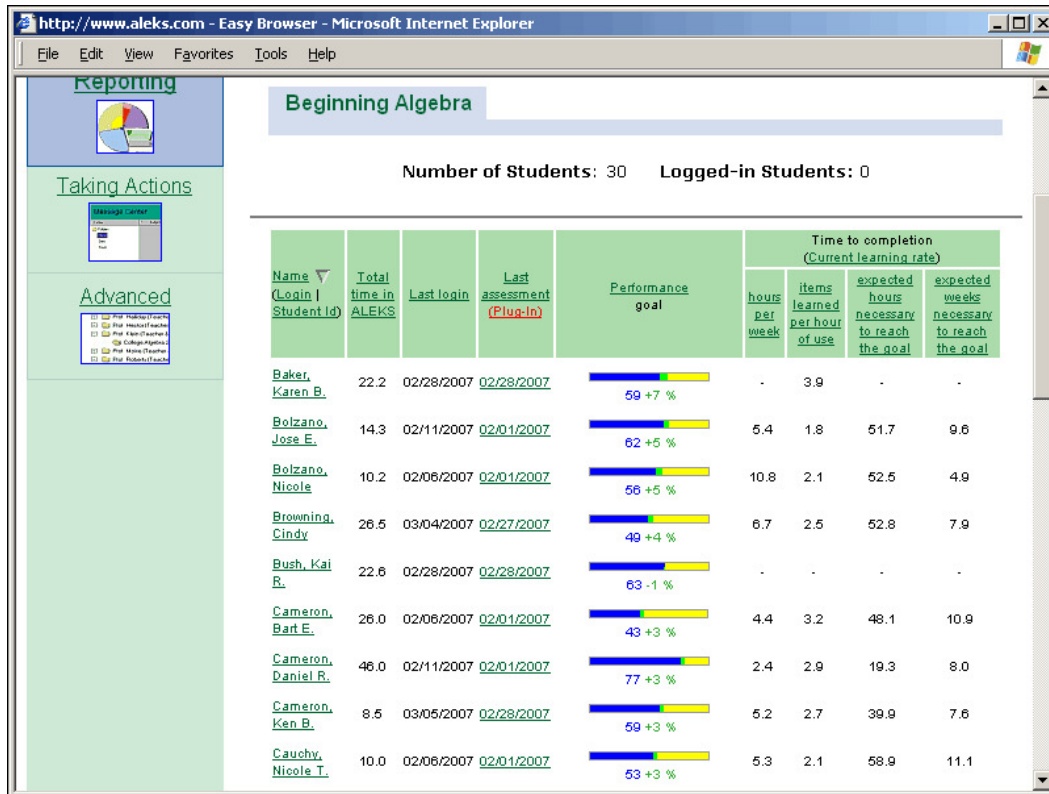 http://www.aleks.com - Easy Browser - Microsoft Internet Explorer
File Edit View Favorites Tools Help
Reporting
Taking Actions
Message Center
Advanced
Beginning Algebra
Number of Students: 30 Logged-in Students: 0
Name
(Login |
Student Id)
Total
time in
ALEKS
Last login
Last
assessment
(Plug-In)
Performance
goal
Time to completion
(Current learning rate)
hours
per
week
items
learned
per hour
of use
expected
hours
necessary
to reach
the goal
expected
weeks
necessary
to reach
the goal
Baker,
Karen B.
22.2 02/28/2007 02/28/2007
59 +7 %
- 3.9 - -
Bolzano,
Jose E.
14.3 02/11/2007 02/01/2007
62 +5 %
5.4 1.8 51.7 9.6
Bolzano,
Nicole
10.2 02/06/2007 02/01/2007
56 +5 %
10.8 2.1 52.5 4.9
Browning,
Cindy
26.5 03/04/2007 02/27/2007
49 +4 %
6.7 2.5 52.8 7.9
Bush, Kai
R.
22.6 02/28/2007 02/28/2007
63 -1 %
- - - -
Cameron,
Bart E.
26.0 02/06/2007 02/01/2007
43 +3 %
4.4 3.2 48.1 10.9
Cameron,
Daniel R.
46.0 02/11/2007 02/01/2007
77 +3 %
2.4 2.9 19.3 8.0
Cameron,
Ken B.
8.5 03/05/2007 02/28/2007
59 +3 %
5.2 2.7 39.9 7.6
Cauchy,
Nicole T.
10.0 02/06/2007 02/01/2007
53 +3 %
5.3 2.1 58.9 11.1